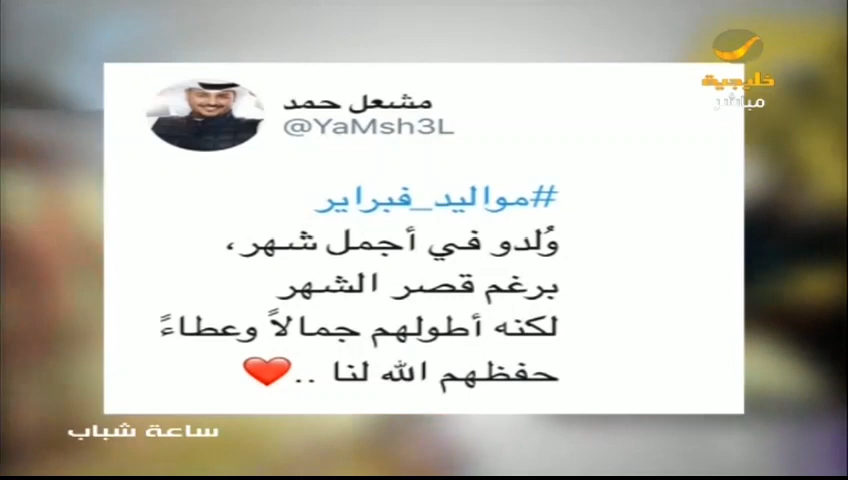 خليجية
مباشر
مشعل حمد
@YaMsh3L
#مواليد_فبراير
وُلدو في أجمل شهر،
برغم قصر الشهر
لكنه أطولهم جمالاً وعطاءً
حفظهم الله لنا ..❤️
ساعة شباب